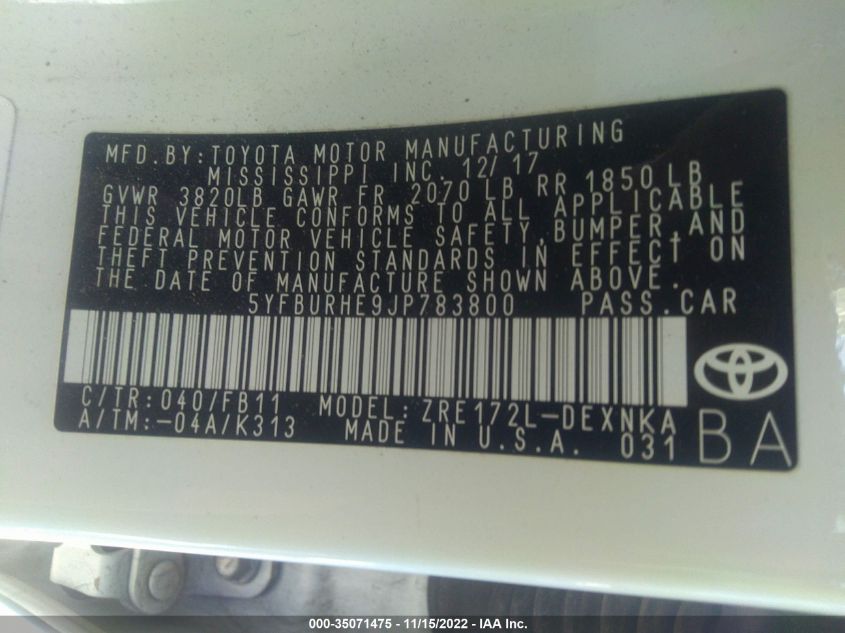 MFD.BY:TOYOTA MOTOR MANUFACTURING
MISSISSIPPI INC. 12/17
GVWR 3820LB GAWR FR 2070 LB RR 1850 LB
THIS VEHICLE CONFORMS TO ALL APPLICABLE
FEDERAL MOTOR VEHICLE SAFETY,BUMPER,AND
THEFT PREVENTION STANDARDS IN EFFECT ON
THE DATE OF MANUFACTURE SHOWN ABOVE.
5YFBURHE9JP783800 PASS.CAR
C/TR:040/FB11 MODEL:ZRE172L-DEXNKA
A/TM:-04A/K313 MADE IN U.S.A. 031 BA
000-35071475 - 11/15/2022 - IAA Inc.